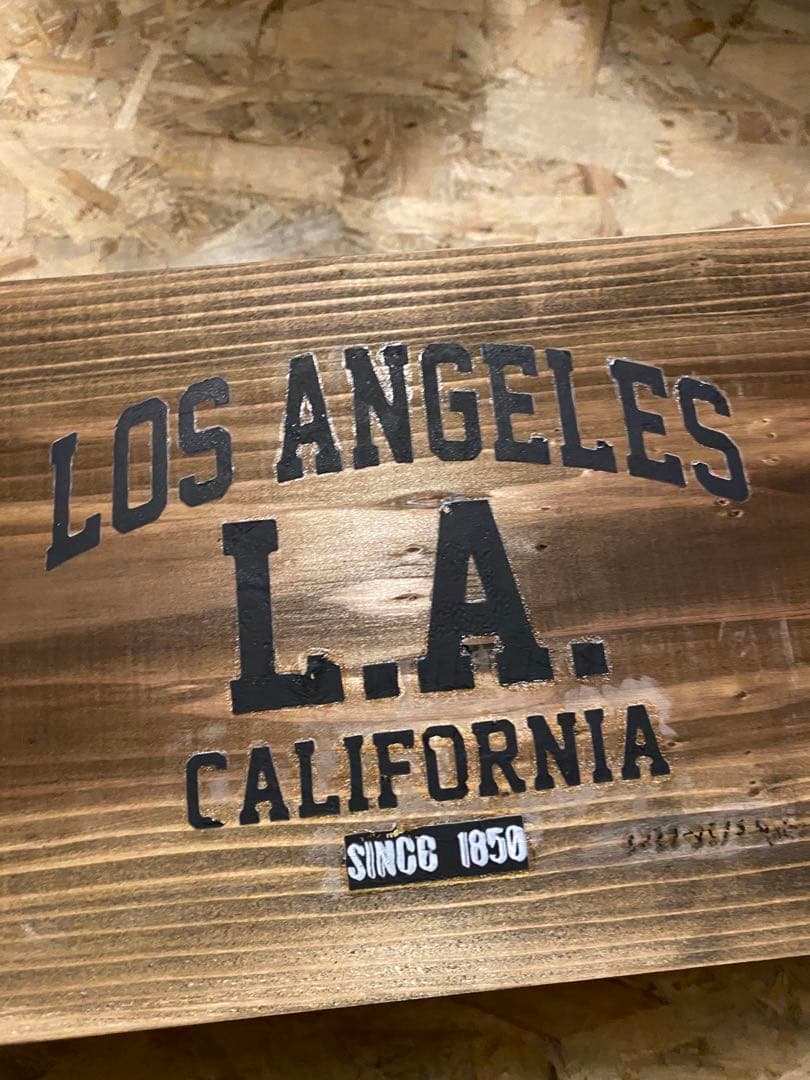 LOS ANGELES
L.A.
CALIFORNIA
SINCE 1850